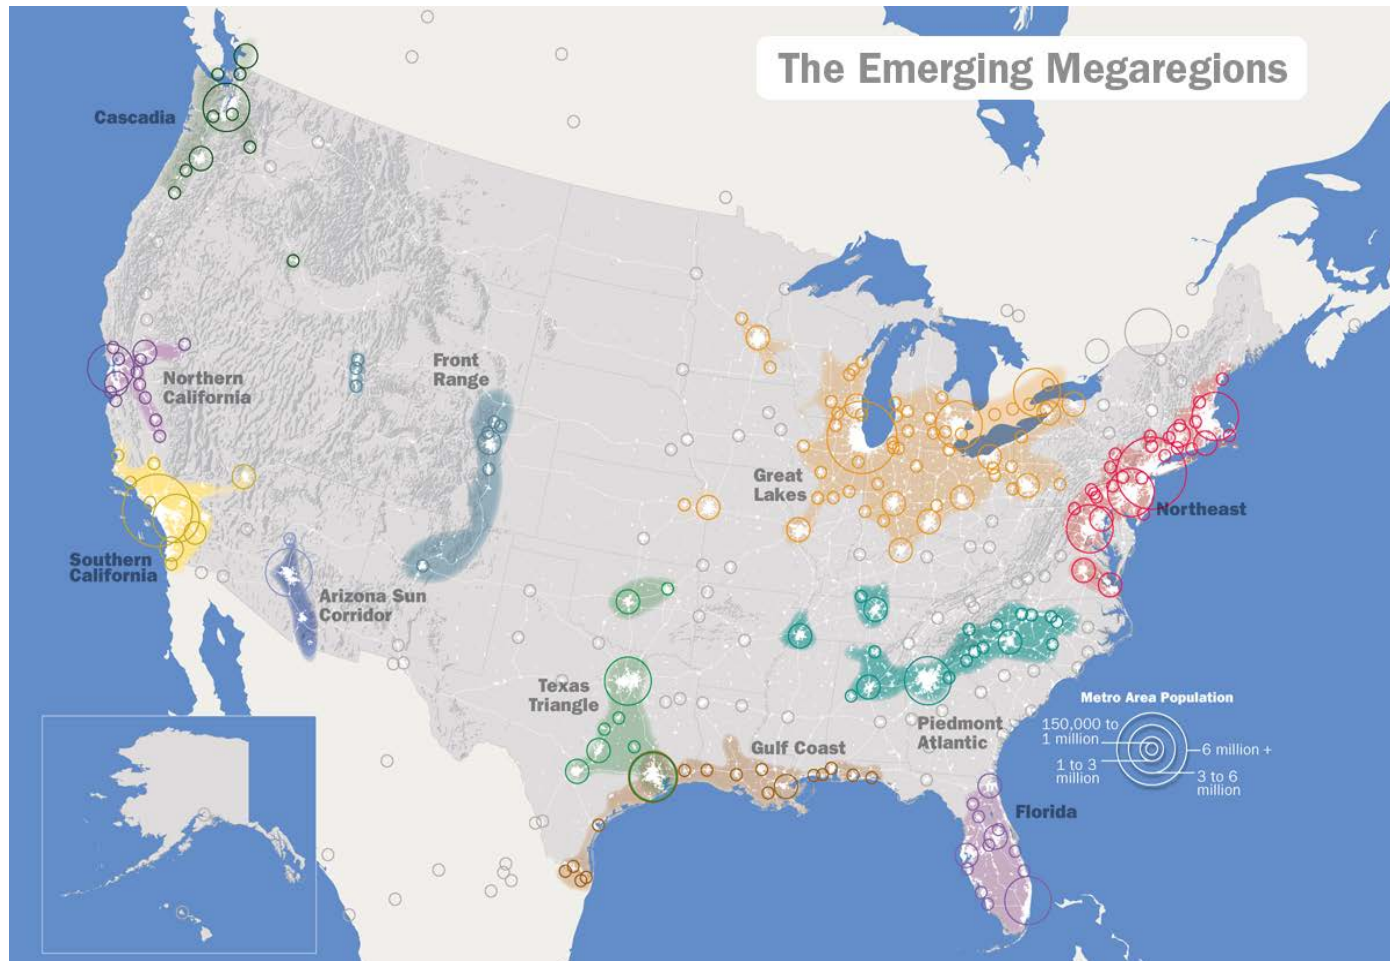 The Emerging Megaregions
Cascadia
Northern
California
Front
Range
Great
Lakes
Northeast
Southern
California
Arizona Sun
Corridor
Texas
Triangle
Gulf Coast
Piedmont
Atlantic
Florida
Metro Area Population
150,000 to
1 million
6 million +
1 to 3
million
3 to 6
million